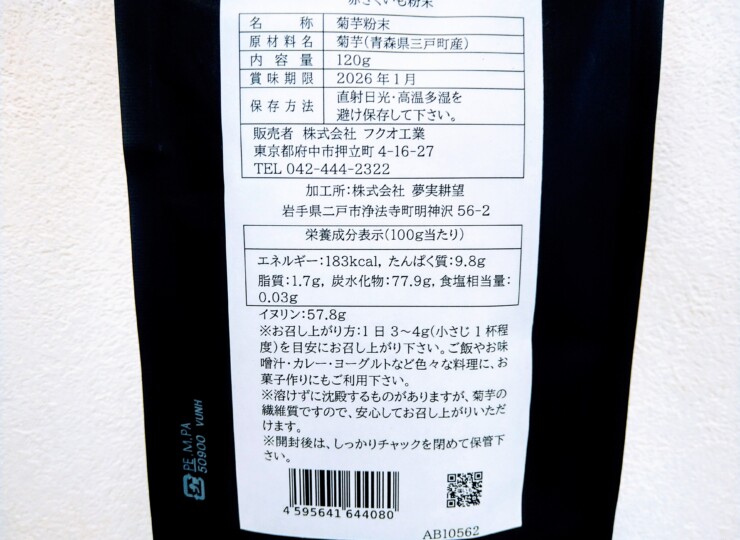 赤きくいも粉末
名称 菊芋粉末
原材料名 菊芋(青森県三戸町産)
内容量 120g
賞味期限 2026年1月
保存方法 直射日光・高温多湿を
避け保存して下さい。
販売者 株式会社 フクオ工業
東京都府中市押立町 4-16-27
TEL 042-444-2322
加工所:株式会社 夢実耕望
岩手県二戸市浄法寺町明神沢 56-2
栄養成分表示(100g当たり)
エネルギー:183kcal, たんぱく質:9.8g
脂質:1.7g, 炭水化物:77.9g, 食塩相当量:
0.03g
イヌリン:57.8g
※お召し上がり方:1日 3~4g(小さじ 1 杯程
度)を目安にお召し上がり下さい。ご飯やお味
噌汁・カレー・ヨーグルトなど色々な料理に、お
菓子作りにもご利用下さい。
※溶けずに沈殿するものがありますが、菊芋の
繊維質ですので、安心してお召し上がりいただ
けます。
※開封後は、しっかりチャックを閉めて保管下
さい。
4 595641 644080
AB10562
PE,M,PA
50900 VUNH